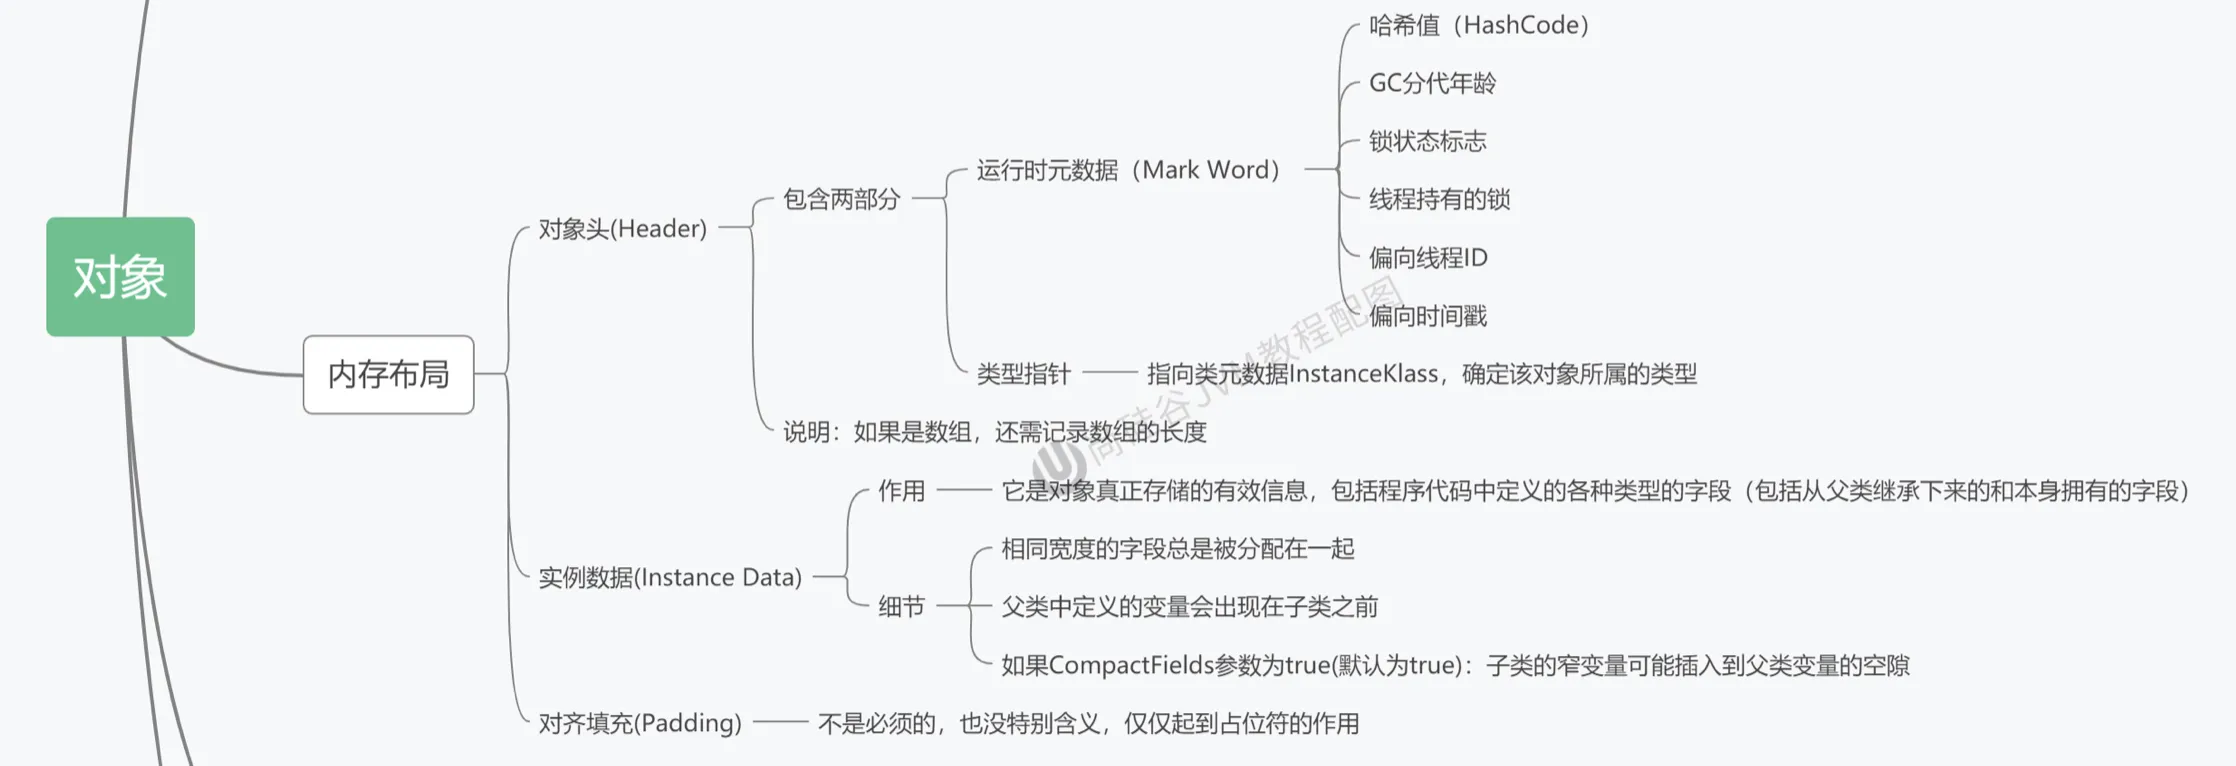 对象
内存布局
对象头(Header)
包含两部分
运行时元数据（Mark Word）
哈希值（HashCode）
GC分代年龄
锁状态标志
线程持有的锁
偏向线程ID
偏向时间戳
类型指针
指向类元数据InstanceKlass，确定该对象所属的类型
说明：如果是数组，还需记录数组的长度
实例数据(Instance Data)
作用
它是对象真正存储的有效信息，包括程序代码中定义的各种类型的字段（包括从父类继承下来的和本身拥有的字段）
细节
相同宽度的字段总是被分配在一起
父类中定义的变量会出现在子类之前
如果CompactFields参数为true(默认为true)：子类的窄变量可能插入到父类变量的空隙
对齐填充(Padding)
不是必须的，也没特别含义，仅仅起到占位符的作用
尚硅谷JVM教程配图